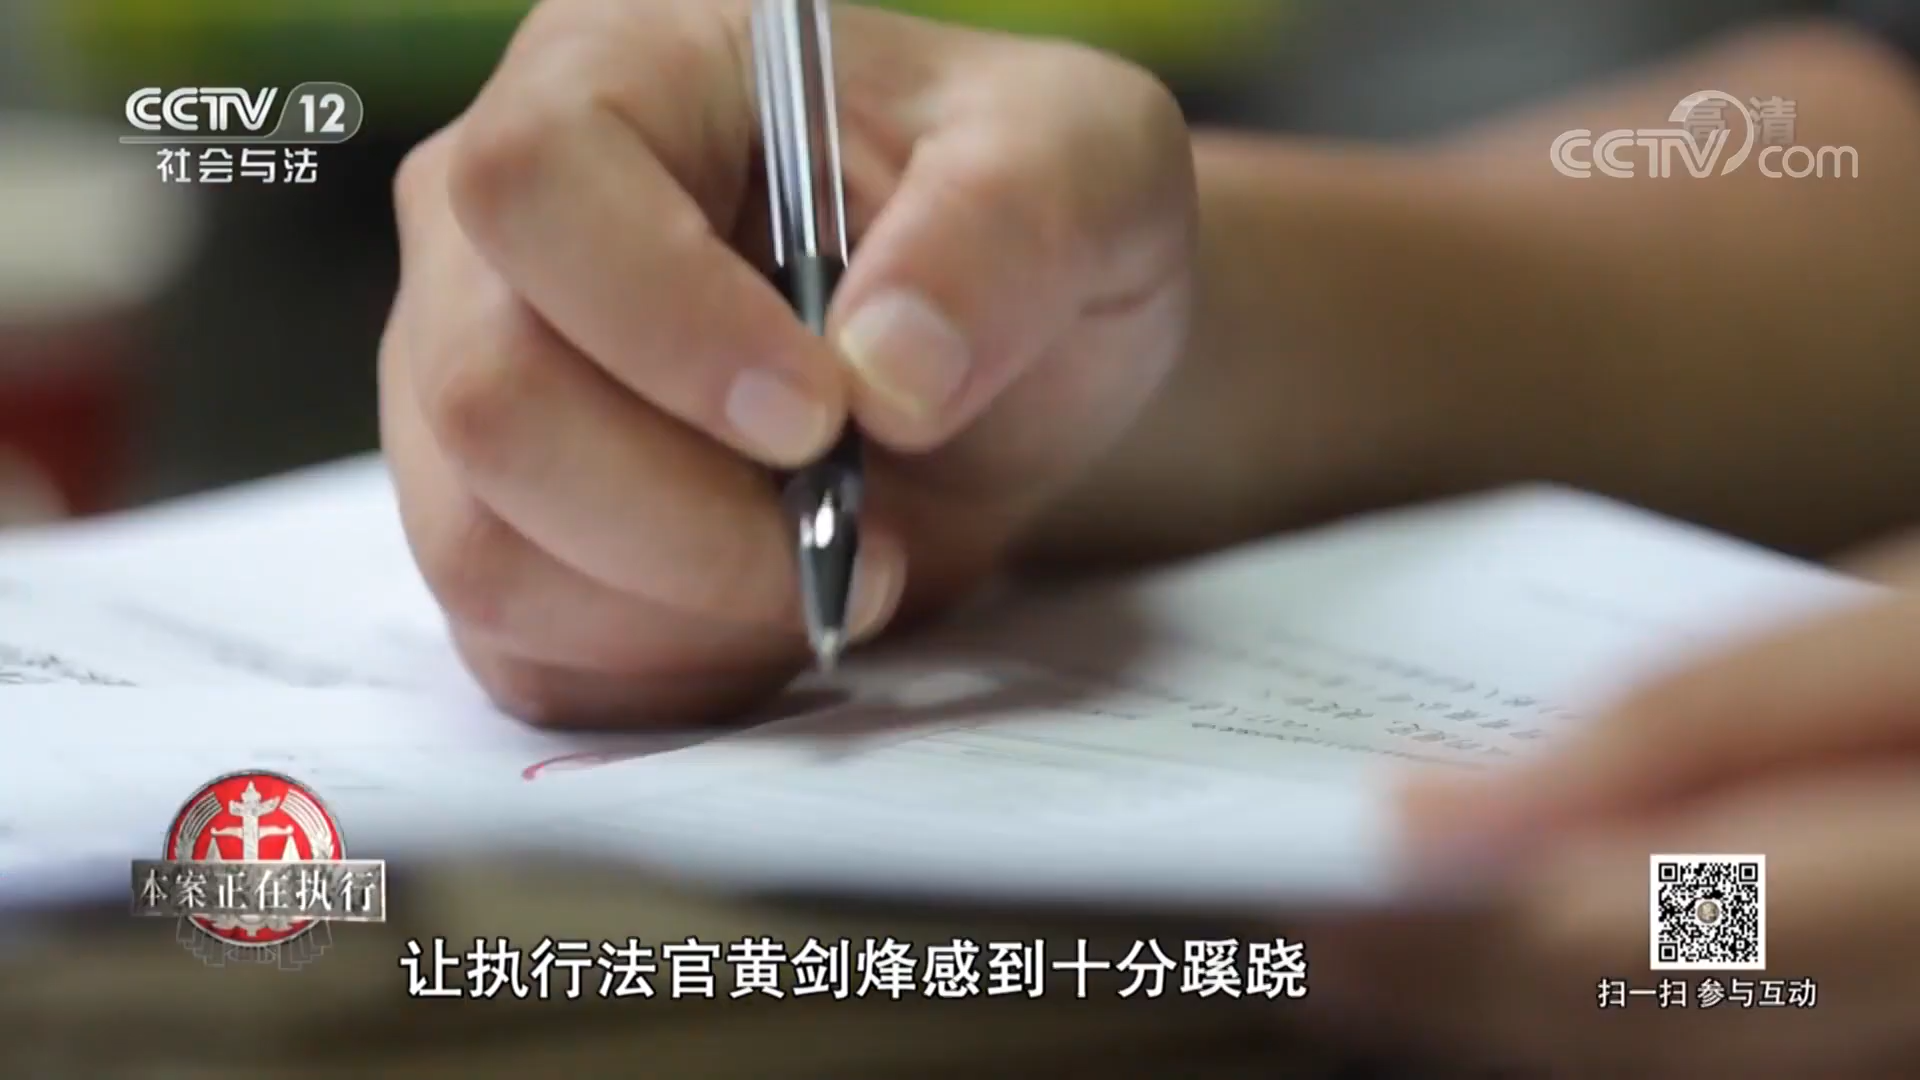 CCTV 12
社会与法
高清
CCTV com
本案正在执行
让执行法官黄剑烽感到十分蹊跷
扫一扫 参与互动